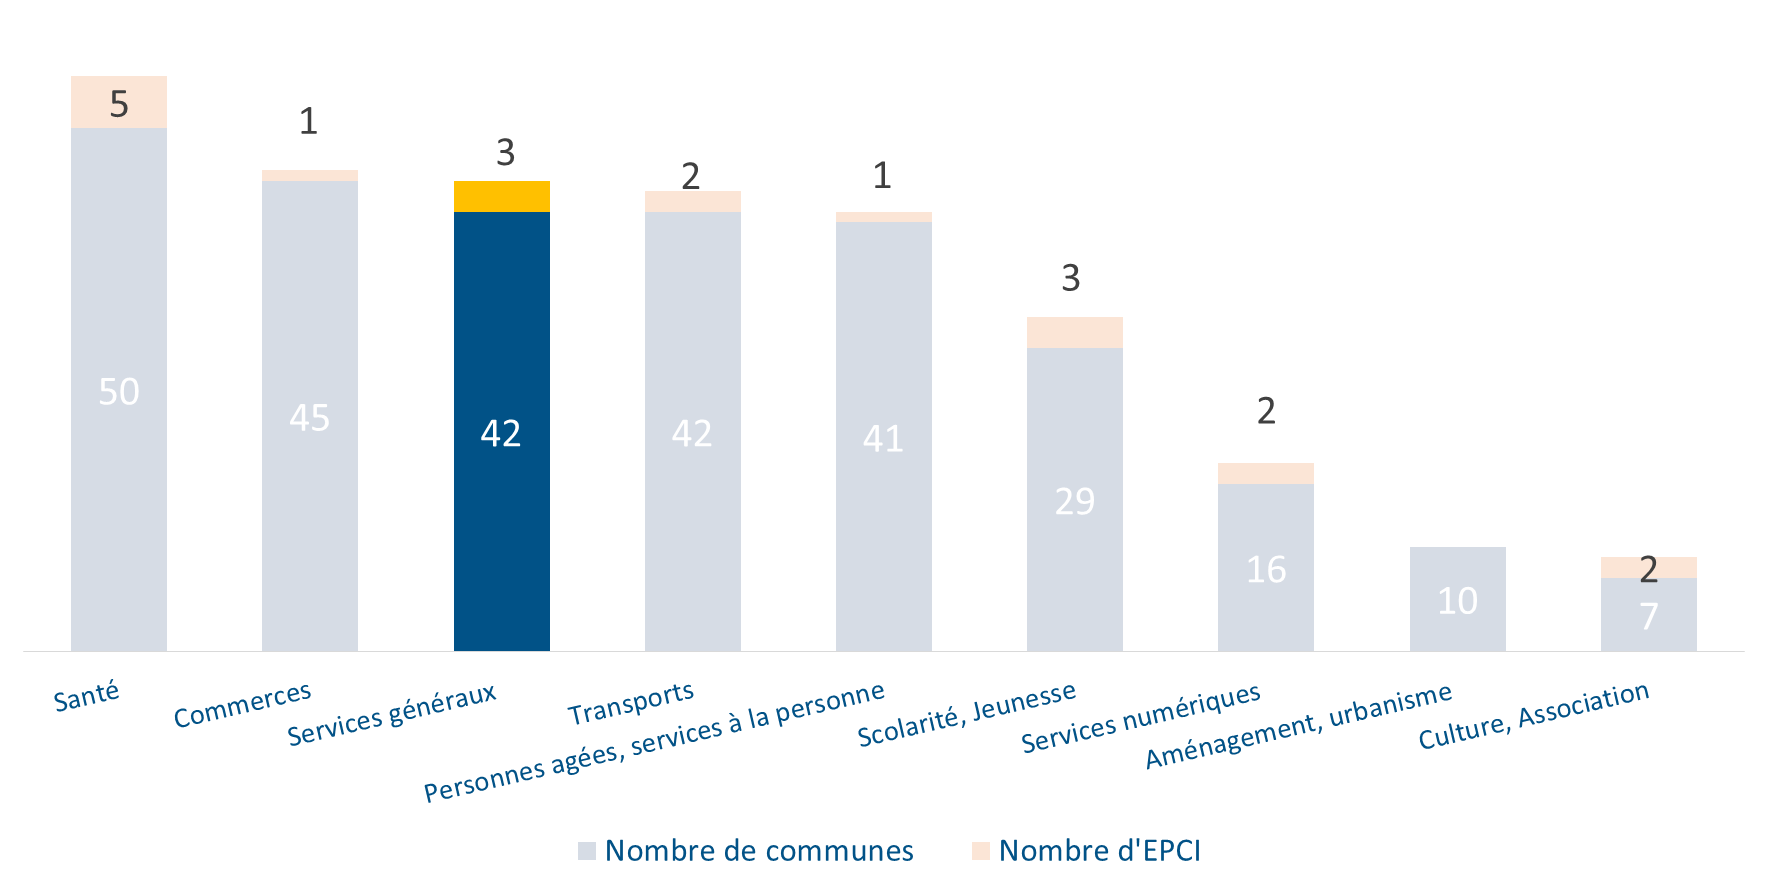 5
1
3
2
1
3
2
2
50
45
42
42
41
29
16
10
7
Santé
Commerces
Services généraux
Transports
Personnes agées, services à la personne
Scolarité, Jeunesse
Services numériques
Aménagement, urbanisme
Culture, Association
Nombre de communes
Nombre d'EPCI